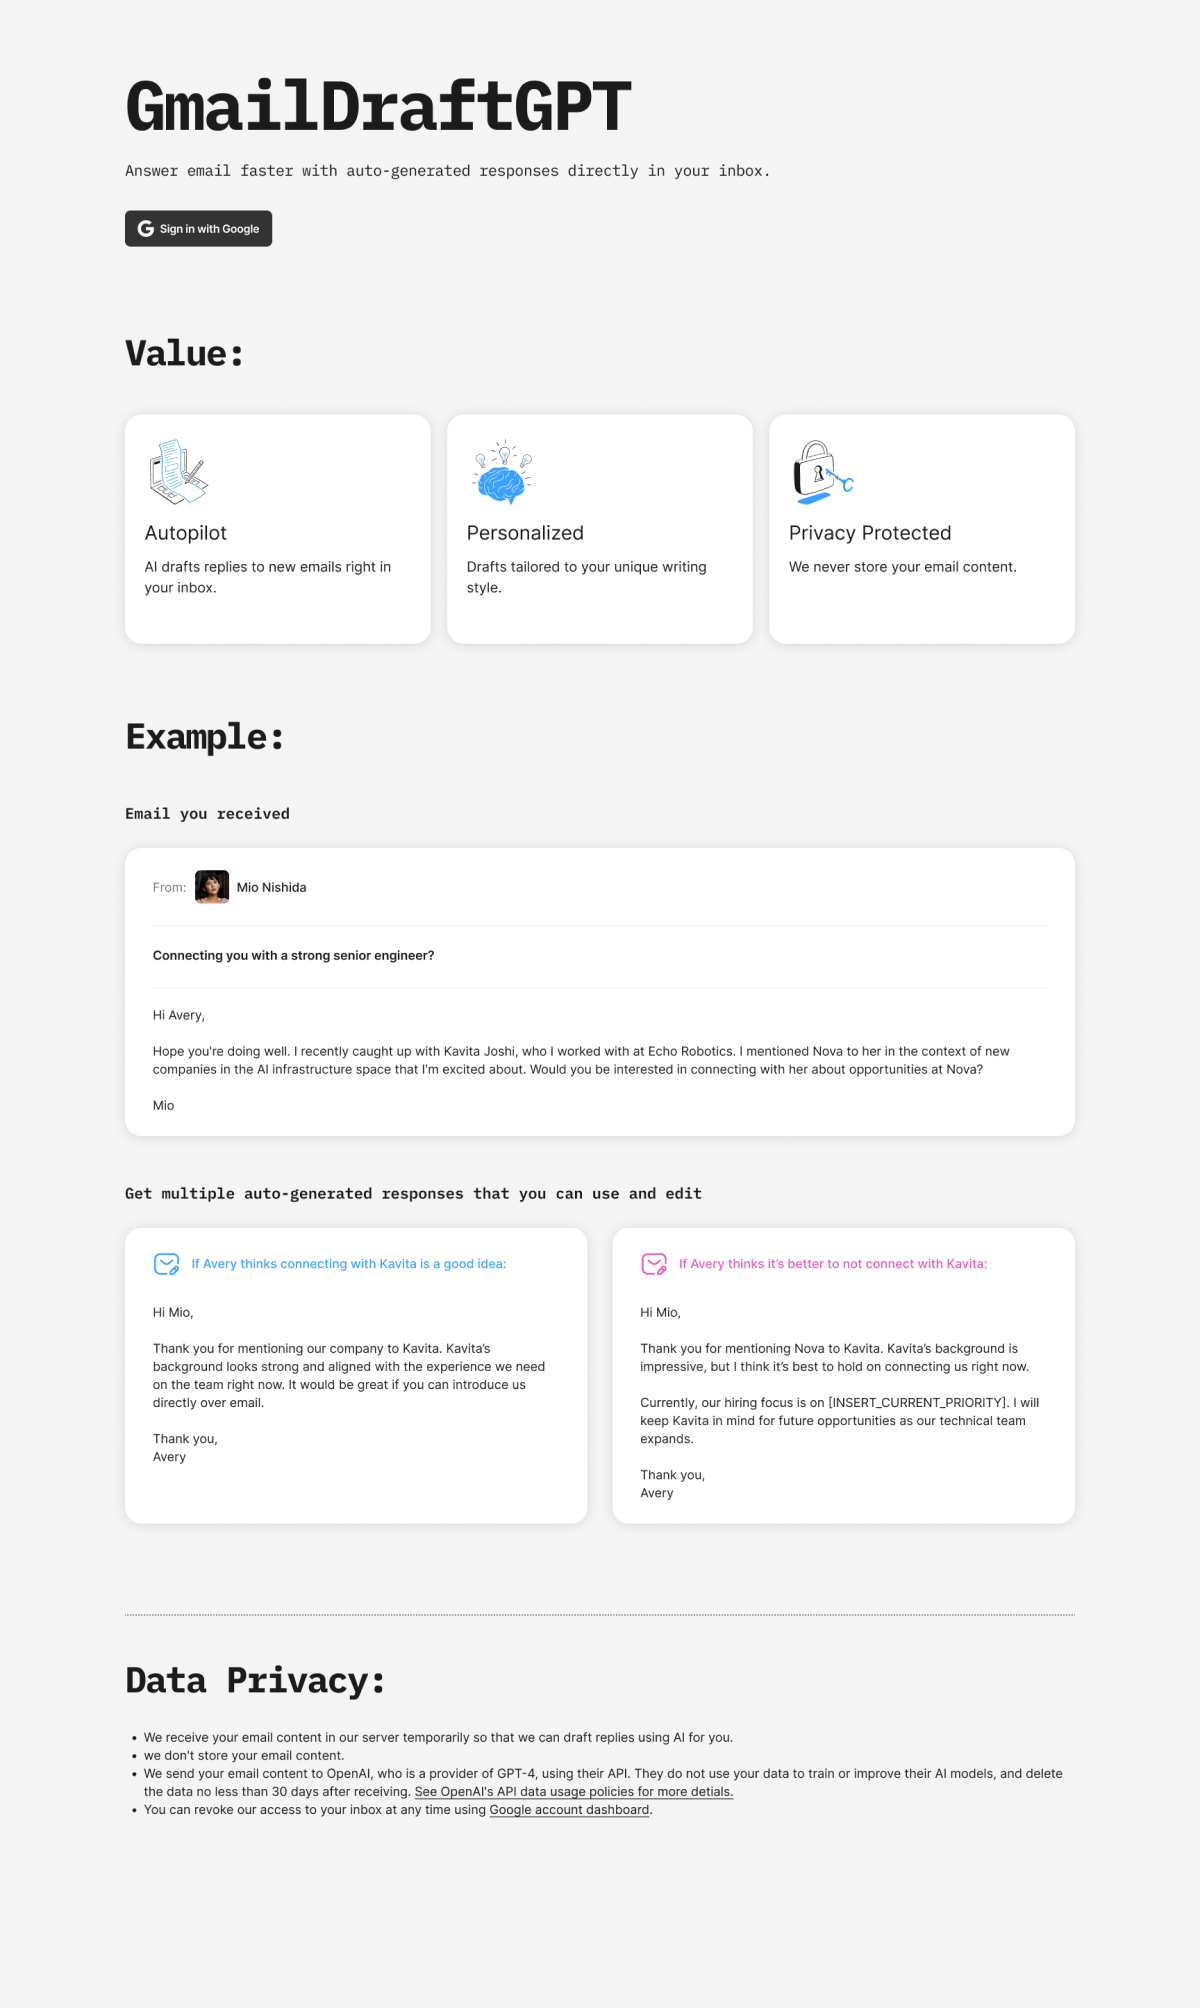 GmailDraftGPT
Answer email faster with auto-generated responses directly in your inbox.
Sign in with Google
Value:
Autopilot
AI drafts replies to new emails right in
your inbox.
Personalized
Drafts tailored to your unique writing
style.
Privacy Protected
We never store your email content.
Example:
Email you received
From: Mio Nishida
Connecting you with a strong senior engineer?
Hi Avery,
Hope you're doing well. I recently caught up with Kavita Joshi, who I worked with at Echo Robotics. I mentioned Nova to her in the context of new
companies in the AI infrastructure space that I'm excited about. Would you be interested in connecting with her about opportunities at Nova?
Mio
Get multiple auto-generated responses that you can use and edit
If Avery thinks connecting with Kavita is a good idea:
Hi Mio,
Thank you for mentioning our company to Kavita. Kavita’s
background looks strong and aligned with the experience we need
on the team right now. It would be great if you can introduce us
directly over email.
Thank you,
Avery
If Avery thinks it’s better to not connect with Kavita:
Hi Mio,
Thank you for mentioning Nova to Kavita. Kavita’s background is
impressive, but I think it’s best to hold on connecting us right now.
Currently, our hiring focus is on [INSERT_CURRENT_PRIORITY]. I will
keep Kavita in mind for future opportunities as our technical team
expands.
Thank you,
Avery
Data Privacy:
• We receive your email content in our server temporarily so that we can draft replies using AI for you.
• we don't store your email content.
• We send your email content to OpenAI, who is a provider of GPT-4, using their API. They do not use your data to train or improve their AI models, and delete
the data no less than 30 days after receiving. See OpenAI's API data usage policies for more detials.
• You can revoke our access to your inbox at any time using Google account dashboard.